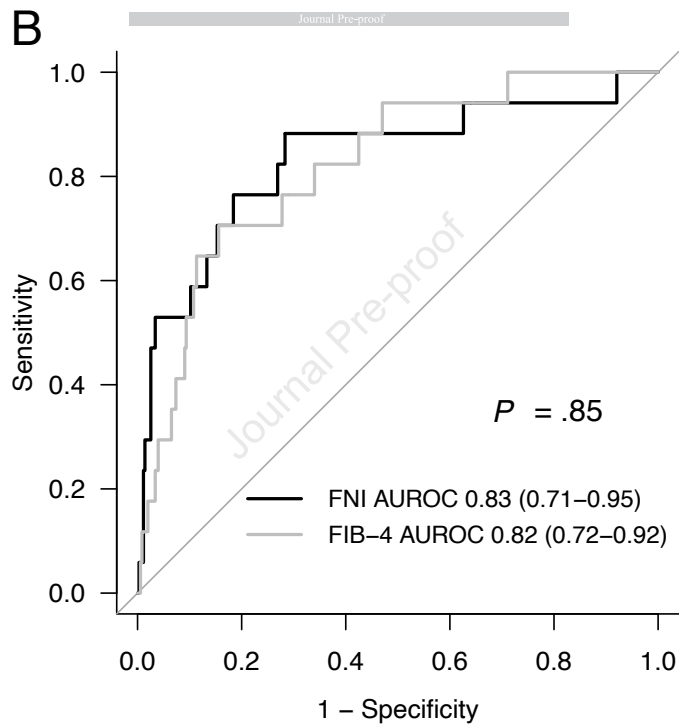 B
Journal Pre-proof
1.0
0.8
0.6
0.4
0.2
0.0
Sensitivity
Journal Pre-proof
P = .85
FNI AUROC 0.83 (0.71–0.95)
FIB–4 AUROC 0.82 (0.72–0.92)
0.0 0.2 0.4 0.6 0.8 1.0
1 – Specificity